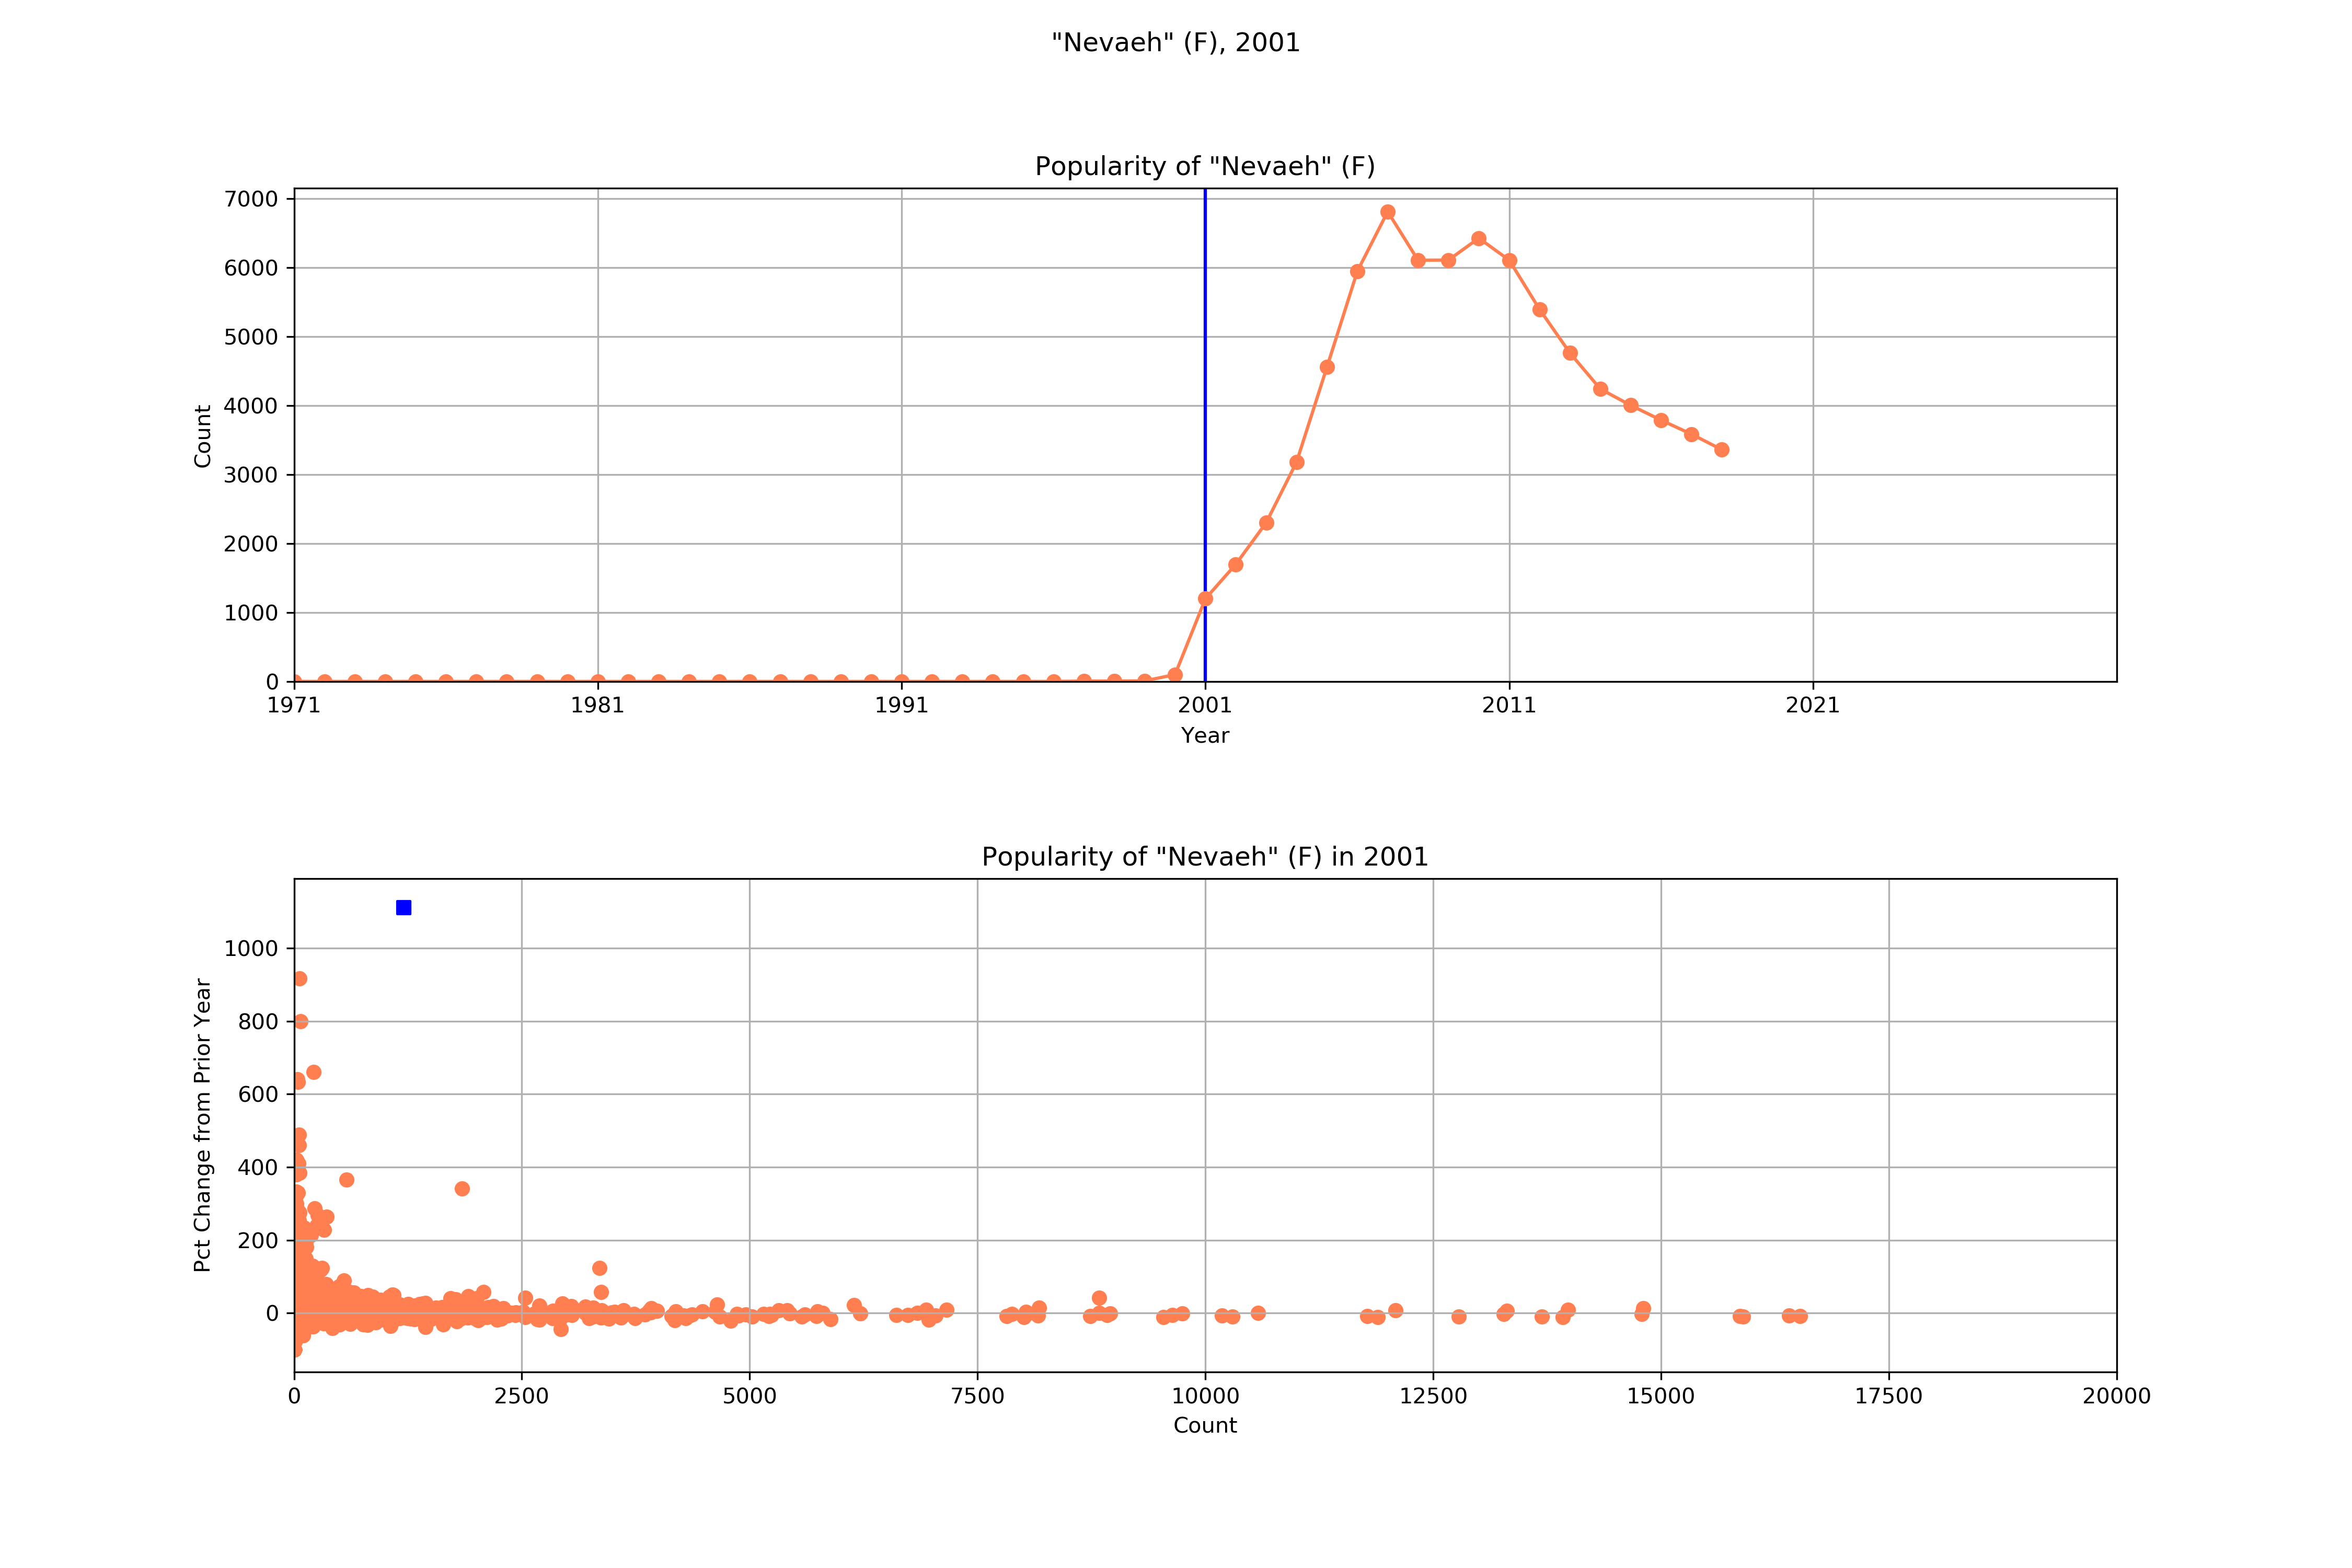 "Nevaeh" (F), 2001
Popularity of "Nevaeh" (F)
7000
6000
5000
4000
3000
2000
1000
0
Count
1971 1981 1991 2001 2011 2021
Year
Popularity of "Nevaeh" (F) in 2001
1000
800
600
400
200
0
Pct Change from Prior Year
0 2500 5000 7500 10000 12500 15000 17500 20000
Count